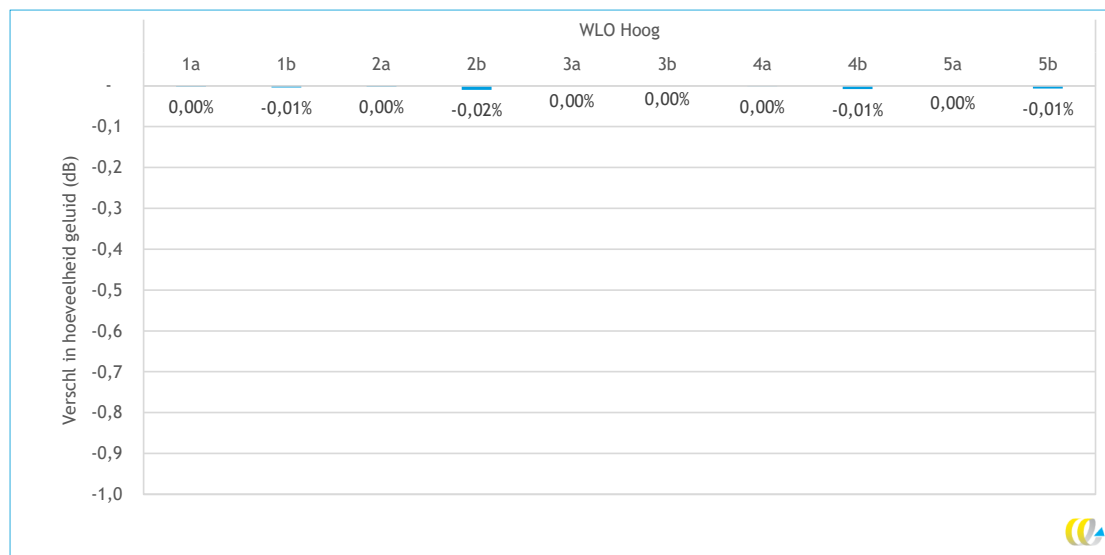 WLO Hoog
1a 1b 2a 2b 3a 3b 4a 4b 5a 5b
-
0,00% -0,01% 0,00% -0,02% 0,00% 0,00% 0,00% -0,01% 0,00% -0,01%
-0,1
-0,2
-0,3
-0,4
-0,5
-0,6
-0,7
-0,8
-0,9
-1,0
Verschl in hoeveelheid geluid (dB)